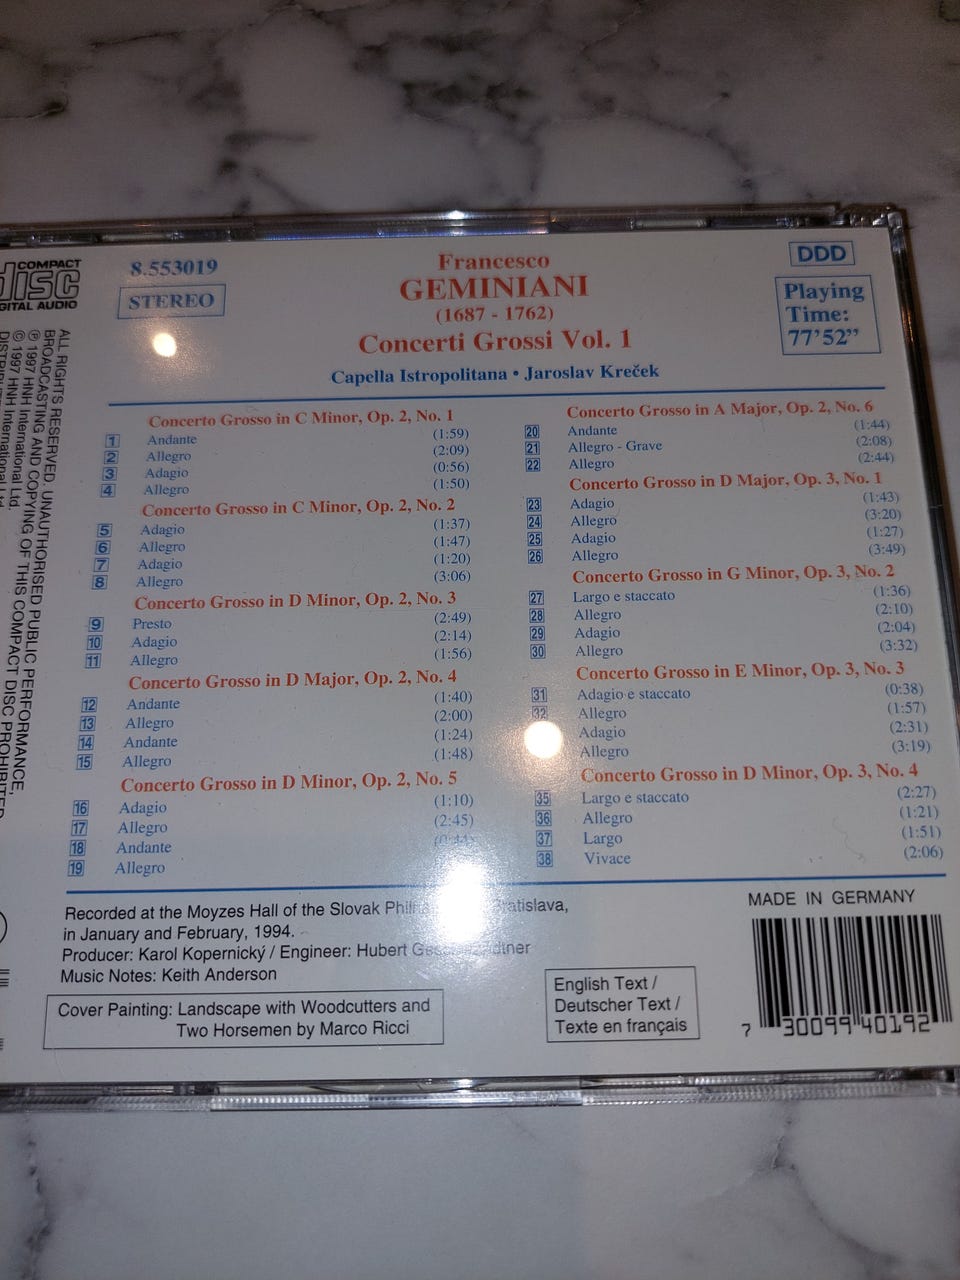 COMPACT
disc
DIGITAL AUDIO
8.553019
STEREO
Francesco
GEMINIANI
(1687 - 1762)
Concerti Grossi Vol. 1
Capella Istropolitana • Jaroslav Kreček
DDD
Playing
Time:
77’52”
Concerto Grosso in C Minor, Op. 2, No. 1
1 Andante (1:59)
2 Allegro (2:09)
3 Adagio (0:56)
4 Allegro (1:50)
Concerto Grosso in C Minor, Op. 2, No. 2
5 Adagio (1:37)
6 Allegro (1:47)
7 Adagio (1:20)
8 Allegro (3:06)
Concerto Grosso in D Minor, Op. 2, No. 3
9 Presto (2:49)
10 Adagio (2:14)
11 Allegro (1:56)
Concerto Grosso in D Major, Op. 2, No. 4
12 Andante (1:40)
13 Allegro (2:00)
14 Andante (1:24)
15 Allegro (1:48)
Concerto Grosso in D Minor, Op. 2, No. 5
16 Adagio (1:10)
17 Allegro (2:45)
18 Andante
19 Allegro
Concerto Grosso in A Major, Op. 2, No. 6
20 Andante (1:44)
21 Allegro - Grave (2:08)
22 Allegro (2:44)
Concerto Grosso in D Major, Op. 3, No. 1
23 Adagio (1:43)
24 Allegro (3:20)
25 Adagio (1:27)
26 Allegro (3:49)
Concerto Grosso in G Minor, Op. 3, No. 2
27 Largo e staccato (1:36)
28 Allegro (2:10)
29 Adagio (2:04)
30 Allegro (3:32)
Concerto Grosso in E Minor, Op. 3, No. 3
31 Adagio e staccato (0:38)
32 Allegro (1:57)
Adagio (2:31)
Allegro (3:19)
Concerto Grosso in D Minor, Op. 3, No. 4
35 Largo e staccato (2:27)
36 Allegro (1:21)
37 Largo (1:51)
38 Vivace (2:06)
Recorded at the Moyzes Hall of the Slovak Bratislava,
in January and February, 1994.
Producer: Karol Kopernický / Engineer: Hubert
Music Notes: Keith Anderson
Cover Painting: Landscape with Woodcutters and
Two Horsemen by Marco Ricci
English Text /
Deutscher Text /
Texte en français
MADE IN GERMANY
7 30099 40192
ALL RIGHTS RESERVED. UNAUTHORISED PUBLIC PERFORMANCE,
BROADCASTING AND COPYING OF THIS COMPACT DISC PROHIBITED
℗ 1997 HNH International Ltd.
© 1997 HNH International Ltd.